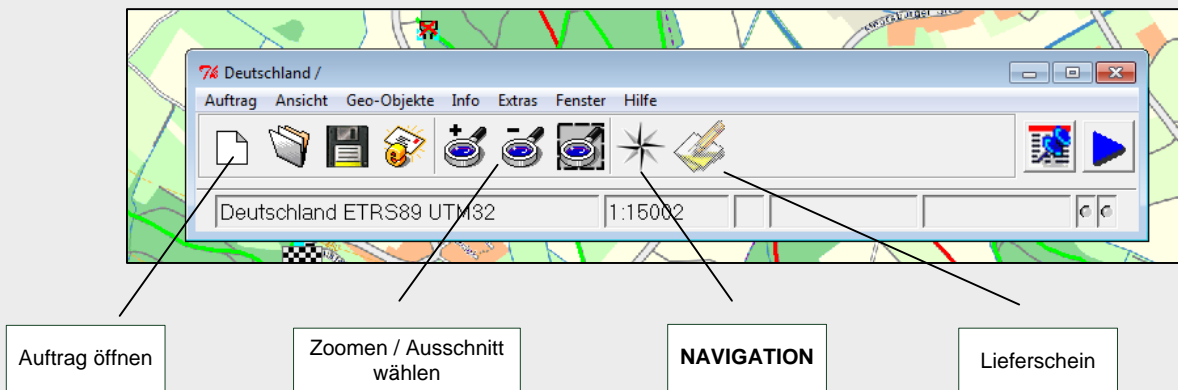 Deutschland /
Auftrag Ansicht Geo-Objekte Info Extras Fenster Hilfe
Deutschland ETRS89 UTM32 1:15002
Auftrag öffnen
Zoomen / Ausschnitt
wählen
NAVIGATION
Lieferschein